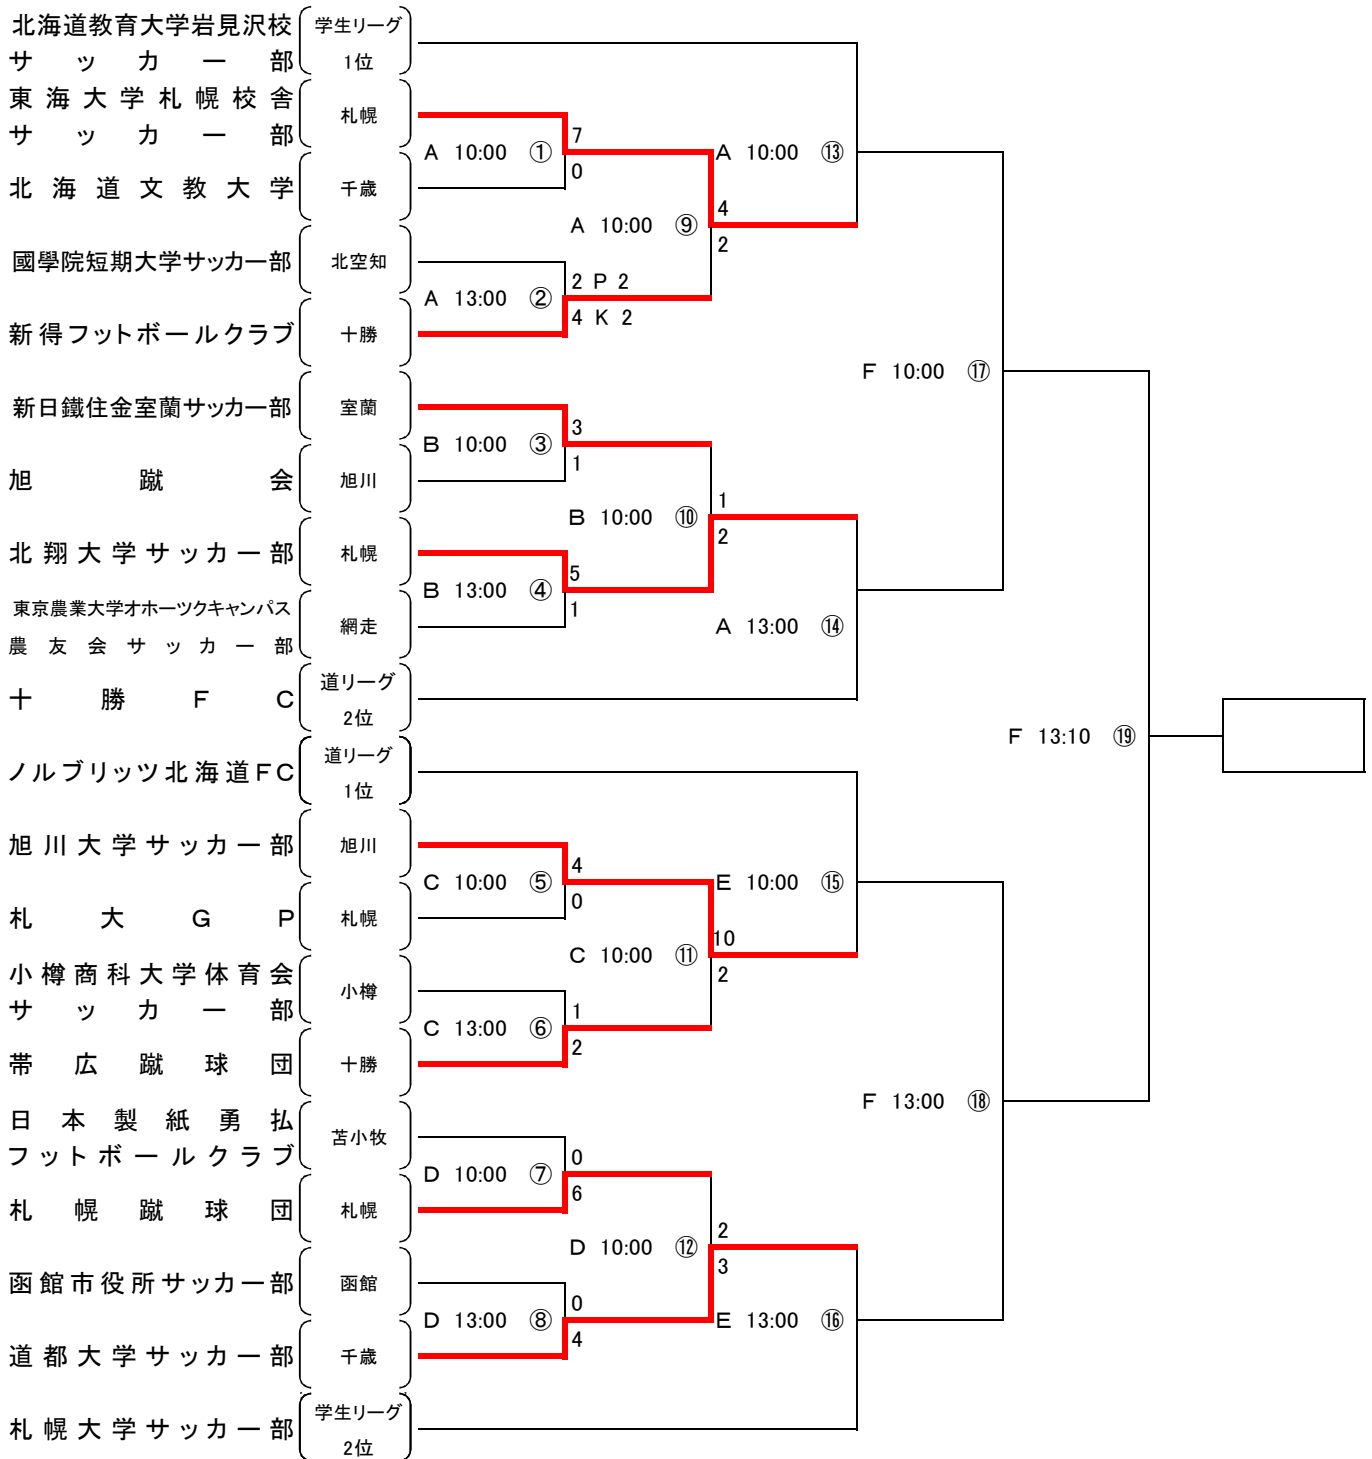 北海道教育大学岩見沢校
サッカー部
学生リーグ
1位
東海大学札幌校舎
サッカー部
札幌
A 10:00 ①
7
0
A 10:00 ⑬
北海道文教大学
千歳
A 10:00 ⑨
4
2
國學院短期大学サッカー部
北空知
A 13:00 ②
2 P 2
4 K 2
新得フットボールクラブ
十勝
F 10:00 ⑰
新日鐵住金室蘭サッカー部
室蘭
B 10:00 ③
3
1
旭蹴会
旭川
B 10:00 ⑩
1
2
北翔大学サッカー部
札幌
B 13:00 ④
5
1
東京農業大学オホーツクキャンパス
農友会サッカー部
網走
A 13:00 ⑭
十勝FC
道リーグ
2位
F 13:10 ⑲
ノルブリッツ北海道FC
道リーグ
1位
旭川大学サッカー部
旭川
C 10:00 ⑤
4
0
E 10:00 ⑮
札大GP
札幌
C 10:00 ⑪
10
2
小樽商科大学体育会
サッカー部
小樽
C 13:00 ⑥
1
2
帯広蹴球団
十勝
F 13:00 ⑱
日本製紙勇払
フットボールクラブ
苫小牧
D 10:00 ⑦
0
6
札幌蹴球団
札幌
D 10:00 ⑫
2
3
函館市役所サッカー部
函館
D 13:00 ⑧
0
4
E 13:00 ⑯
道都大学サッカー部
千歳
札幌大学サッカー部
学生リーグ
2位